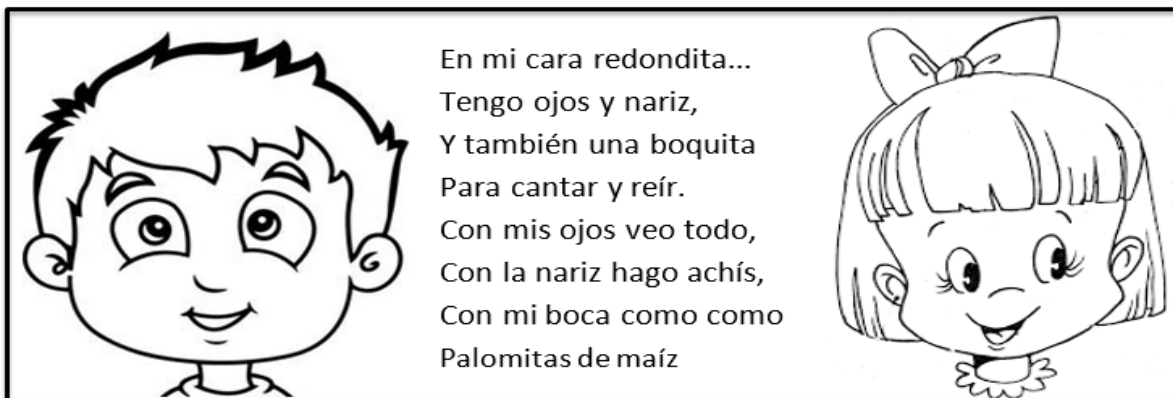 En mi cara redondita...
Tengo ojos y nariz,
Y también una boquita
Para cantar y reír.
Con mis ojos veo todo,
Con la nariz hago achís,
Con mi boca como como
Palomitas de maíz